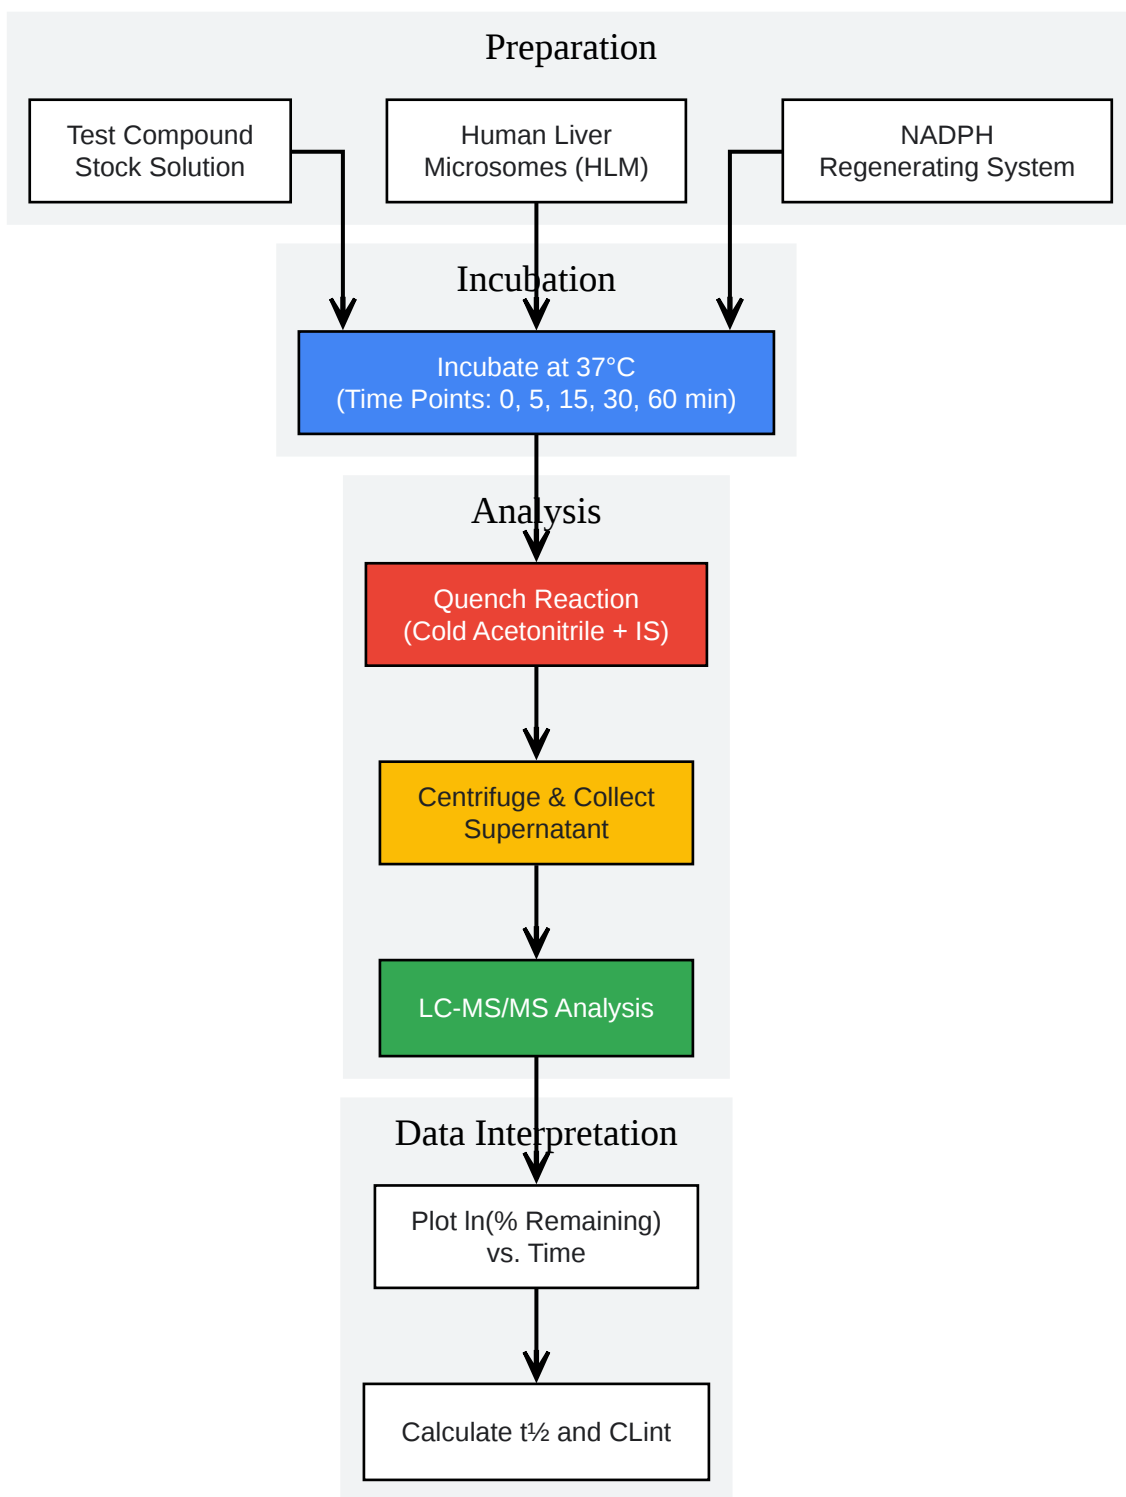 Preparation
Test Compound
Stock Solution
Human Liver
Microsomes (HLM)
NADPH
Regenerating System
Incubation
Incubate at 37°C
(Time Points: 0, 5, 15, 30, 60 min)
Analysis
Quench Reaction
(Cold Acetonitrile + IS)
Centrifuge & Collect
Supernatant
LC-MS/MS Analysis
Data Interpretation
Plot ln(% Remaining)
vs. Time
Calculate t½ and CLint